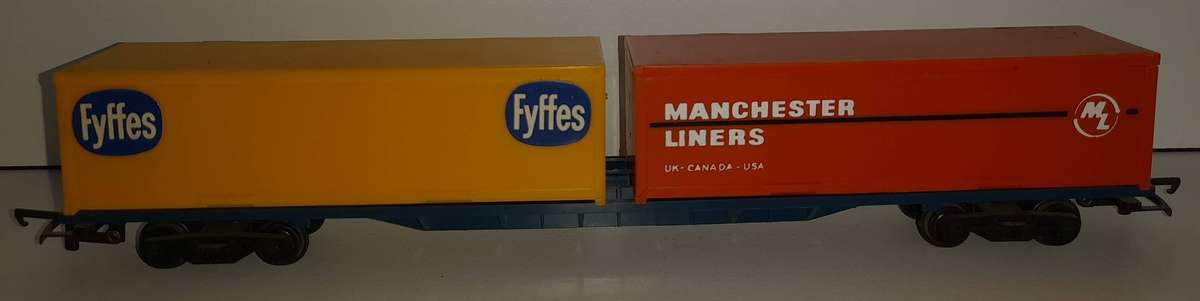 Fyffes
Fyffes
MANCHESTER
LINERS
UK - CANADA - USA
ML